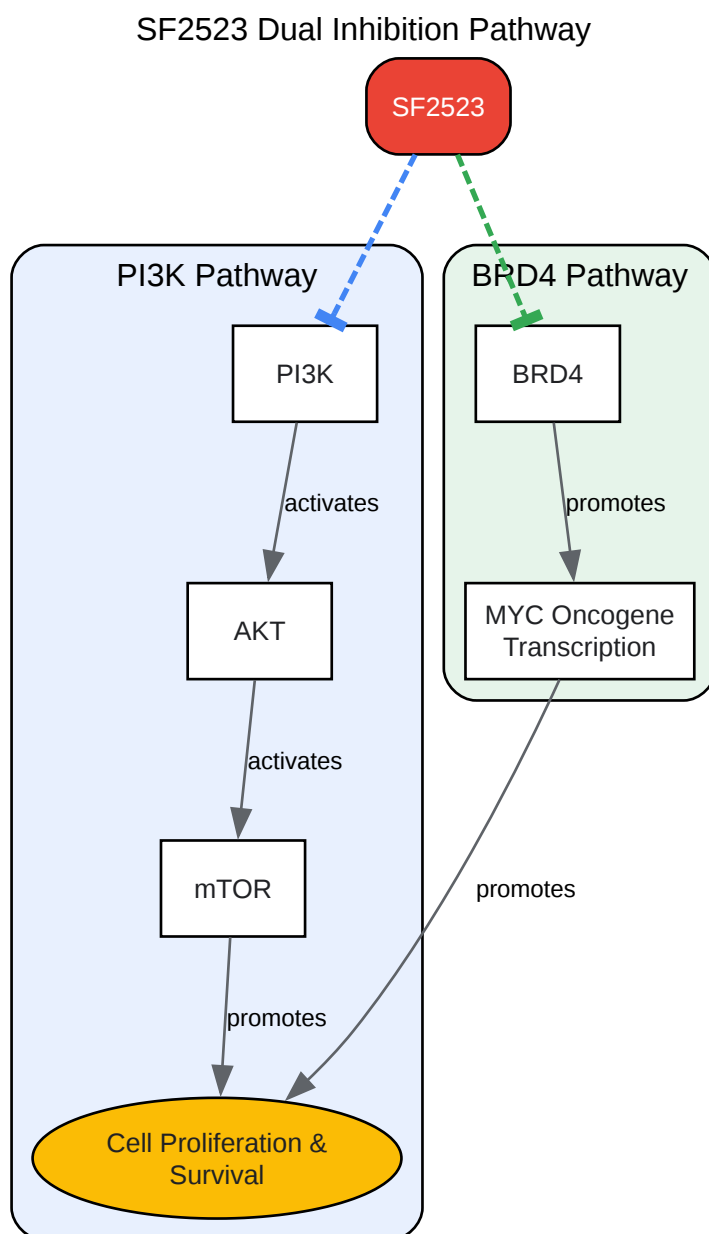 SF2523 Dual Inhibition Pathway
SF2523
PI3K Pathway
BRD4 Pathway
PI3K
BRD4
activates
promotes
AKT
MYC Oncogene
Transcription
activates
mTOR
promotes
promotes
Cell Proliferation &
Survival